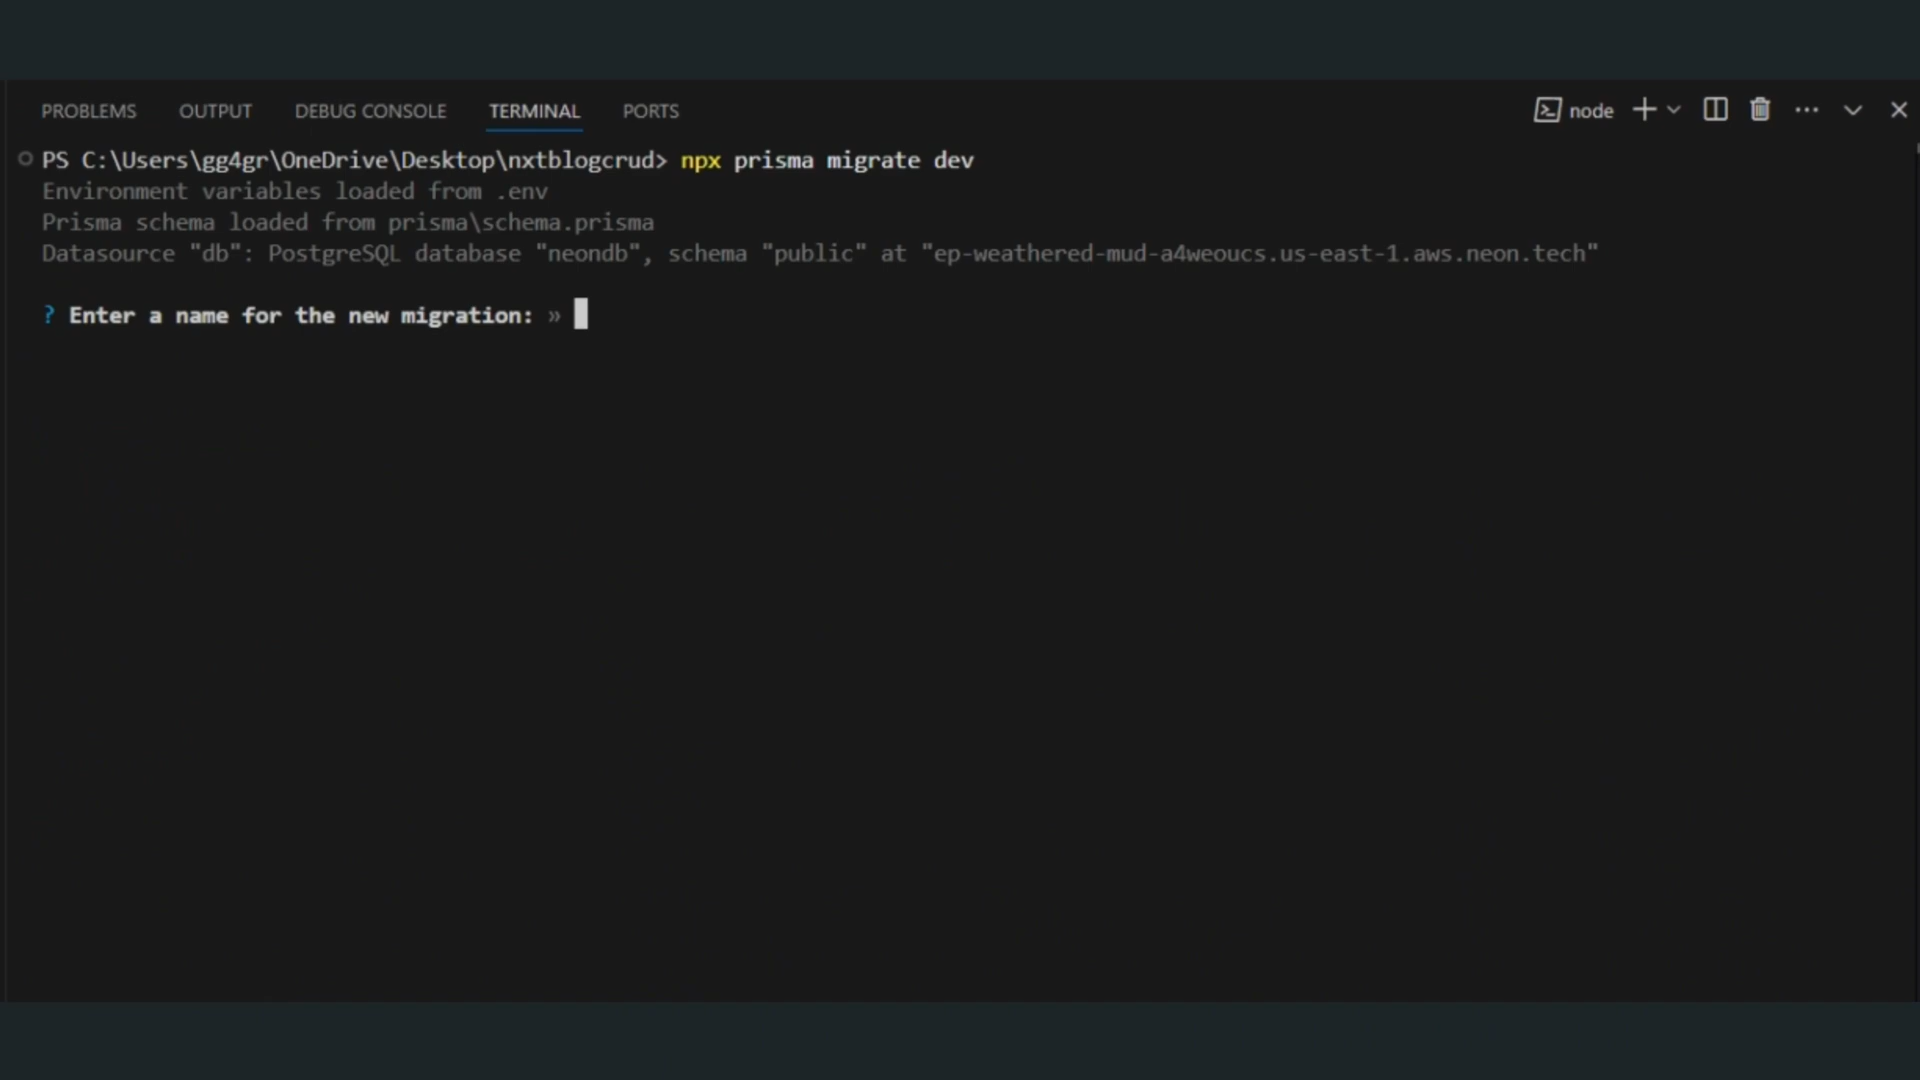 PROBLEMS OUTPUT DEBUG CONSOLE TERMINAL PORTS node
PS C:\Users\gg4gr\OneDrive\Desktop\nxtblogcrud> npx prisma migrate dev
Environment variables loaded from .env
Prisma schema loaded from prisma\schema.prisma
Datasource "db": PostgreSQL database "neondb", schema "public" at "ep-weathered-mud-a4weoucs.us-east-1.aws.neon.tech"
? Enter a name for the new migration: »